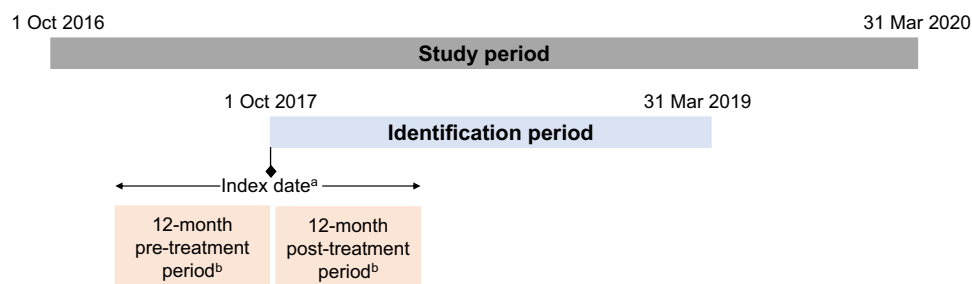 1 Oct 2016 31 Mar 2020
Study period
1 Oct 2017 31 Mar 2019
Identification period
Index dateᵃ
12-month 12-month
pre-treatment post-treatment
periodᵇ periodᵇ